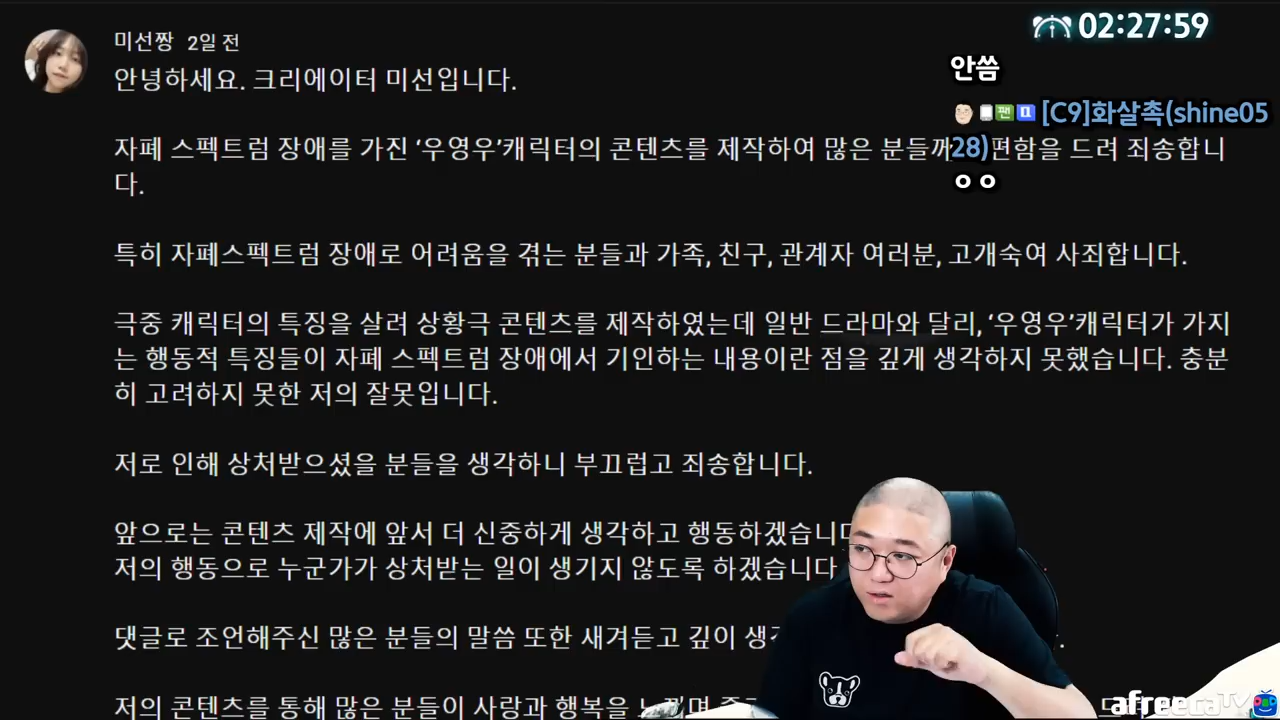 미선짱 2일 전
안녕하세요. 크리에이터 미선입니다.
자폐 스펙트럼 장애를 가진 ‘우영우’캐릭터의 콘텐츠를 제작하여 많은 분들께 편함을 드려 죄송합니
다.
특히 자폐스펙트럼 장애로 어려움을 겪는 분들과 가족, 친구, 관계자 여러분, 고개숙여 사죄합니다.
극중 캐릭터의 특징을 살려 상황극 콘텐츠를 제작하였는데 일반 드라마와 달리, ‘우영우’캐릭터가 가지
는 행동적 특징들이 자폐 스펙트럼 장애에서 기인하는 내용이란 점을 깊게 생각하지 못했습니다. 충분
히 고려하지 못한 저의 잘못입니다.
저로 인해 상처받으셨을 분들을 생각하니 부끄럽고 죄송합니다.
앞으로는 콘텐츠 제작에 앞서 더 신중하게 생각하고 행동하겠습니다
저의 행동으로 누군가가 상처받는 일이 생기지 않도록 하겠습니다
댓글로 조언해주신 많은 분들의 말씀 또한 새겨듣고 깊이
저의 콘텐츠를 통해 많은 분들이 사랑과 행복을
02:27:59
안씀
[C9]화살촉(shine05
28)
ㅇㅇ
afreecaTV